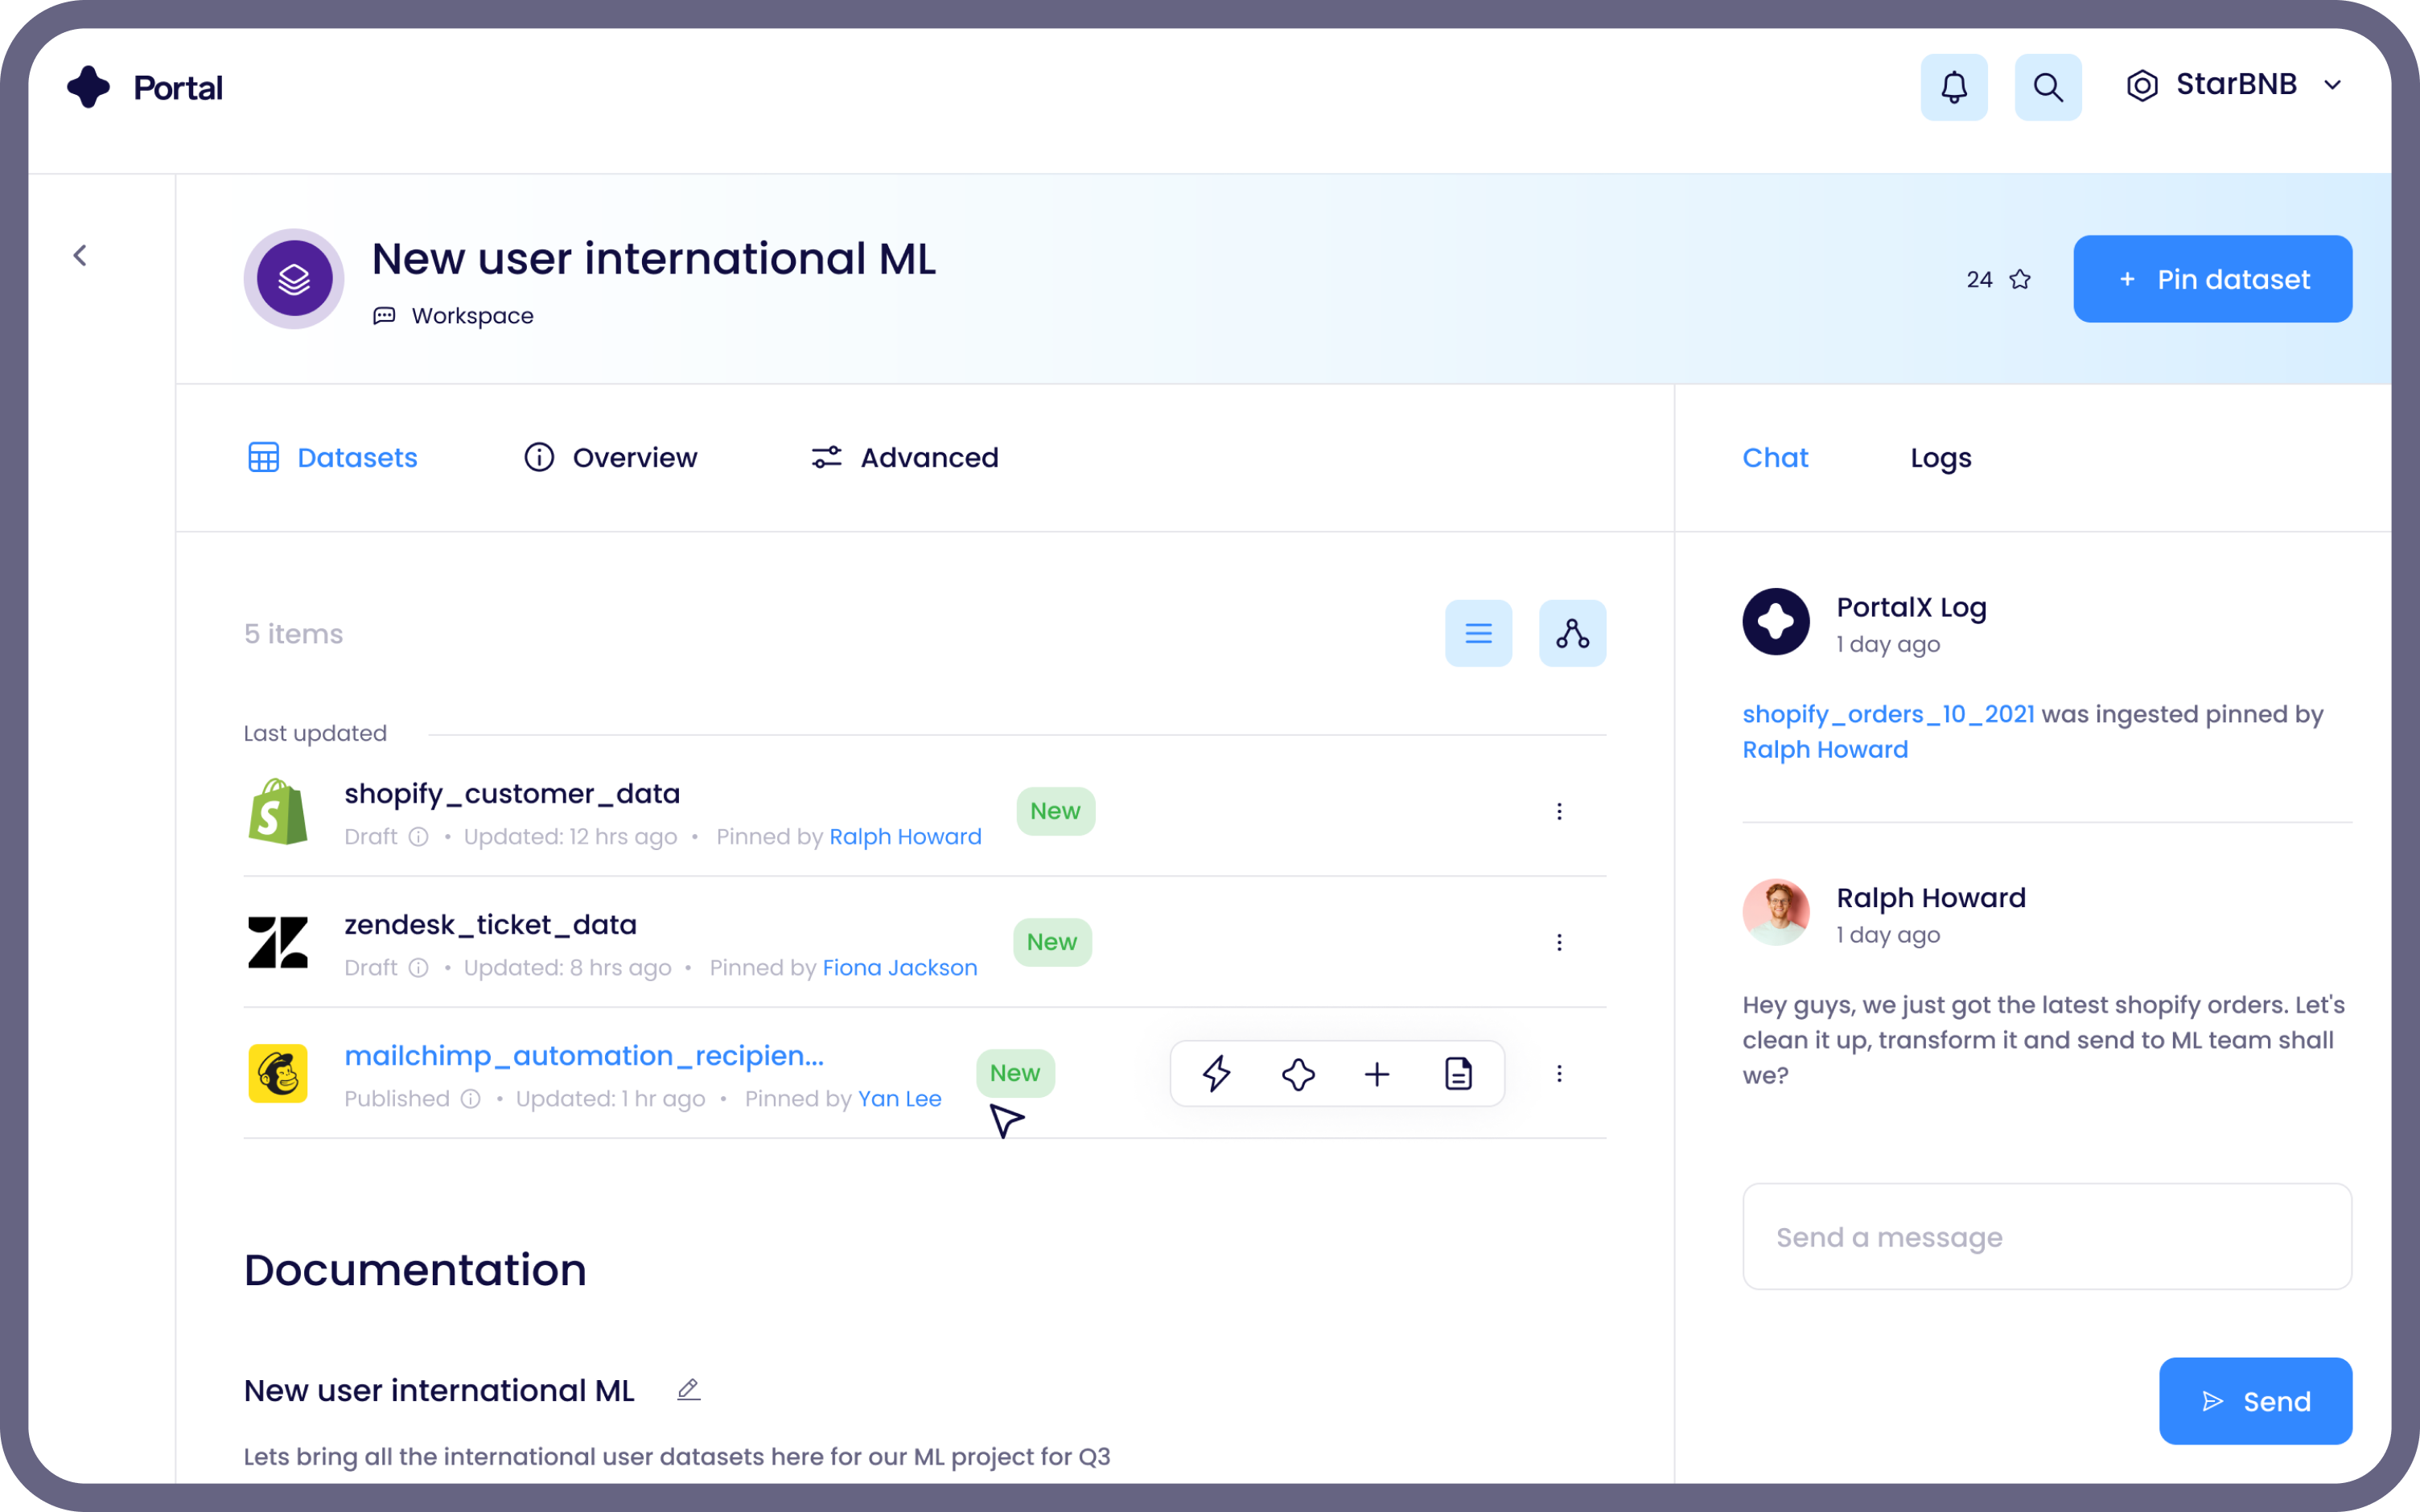 Portal
StarBNB
New user international ML
Workspace
24
+ Pin dataset
Datasets
Overview
Advanced
Chat
Logs
5 items
Last updated
shopify_customer_data
New
Draft • Updated: 12 hrs ago • Pinned by Ralph Howard
zendesk_ticket_data
New
Draft • Updated: 8 hrs ago • Pinned by Fiona Jackson
mailchimp_automation_recipien...
New
Published • Updated: 1 hr ago • Pinned by Yan Lee
Documentation
New user international ML
Lets bring all the international user datasets here for our ML project for Q3
PortalX Log
1 day ago
shopify_orders_10_2021 was ingested pinned by
Ralph Howard
Ralph Howard
1 day ago
Hey guys, we just got the latest shopify orders. Let's
clean it up, transform it and send to ML team shall
we?
Send a message
Send